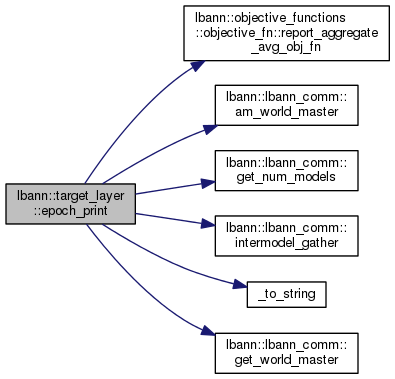 lbann::objective_functions
::objective_fn::report_aggregate
_avg_obj_fn
lbann::lbann_comm::
am_world_master
lbann::lbann_comm::
get_num_models
lbann::target_layer
::epoch_print
lbann::lbann_comm::
intermodel_gather
_to_string
lbann::lbann_comm::
get_world_master